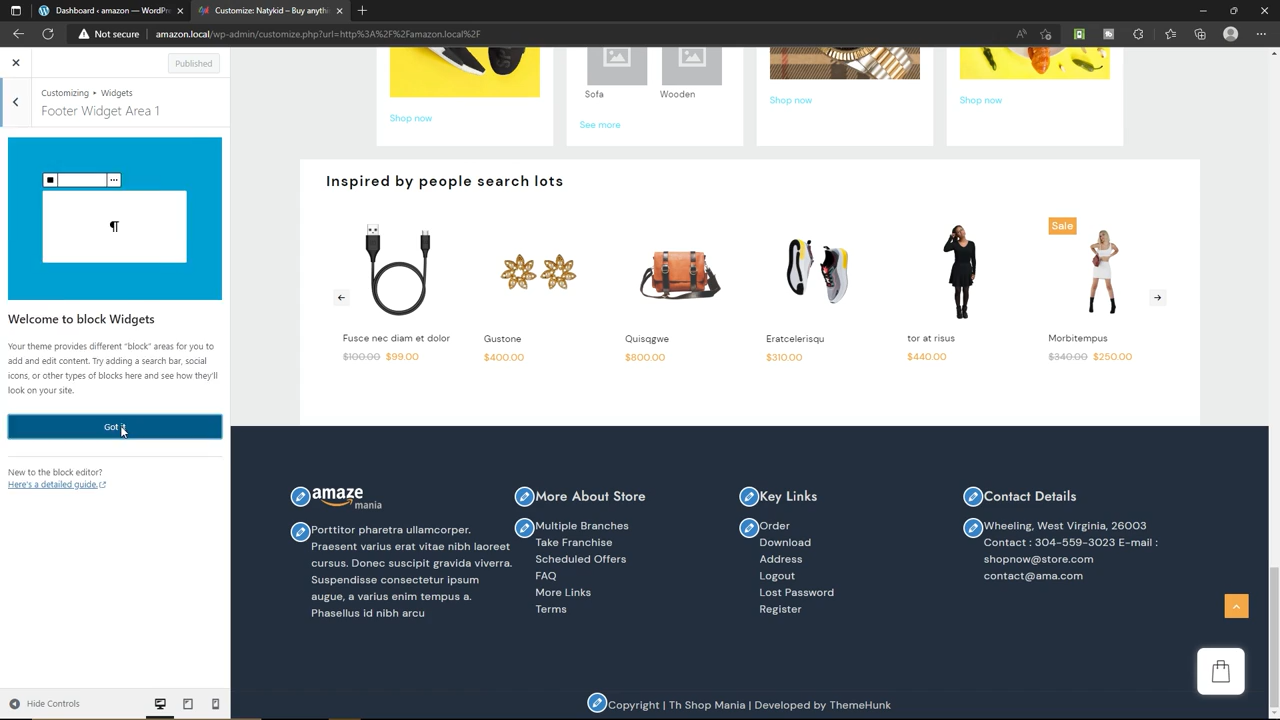 Dashboard ‹ amazon — WordPr
Customize: Natykid – Buy anythi
Not secure
amazon.local/wp-admin/customize.php?url=http%3A%2F%2Famazon.local%2F
Published
Customizing ▸ Widgets
Footer Widget Area 1
¶
Welcome to block Widgets
Your theme provides different "block" areas for you to
add and edit content. Try adding a search bar, social
icons, or other types of blocks here and see how they'll
look on your site.
Got it
New to the block editor?
Here's a detailed guide.
Hide Controls
Shop now
Sofa
Wooden
See more
Shop now
Shop now
Inspired by people search lots
Sale
Fusce nec diam et dolor
$100.00 $99.00
Gustone
$400.00
Quisqgwe
$800.00
Eratcelerisqu
$310.00
tor at risus
$440.00
Morbitempus
$340.00 $250.00
amaze
mania
Porttitor pharetra ullamcorper.
Praesent varius erat vitae nibh laoreet
cursus. Donec suscipit gravida viverra.
Suspendisse consectetur ipsum
augue, a varius enim tempus a.
Phasellus id nibh arcu
More About Store
Multiple Branches
Take Franchise
Scheduled Offers
FAQ
More Links
Terms
Key Links
Order
Download
Address
Logout
Lost Password
Register
Contact Details
Wheeling, West Virginia, 26003
Contact : 304-559-3023 E-mail :
shopnow@store.com
contact@ama.com
Copyright | Th Shop Mania | Developed by ThemeHunk